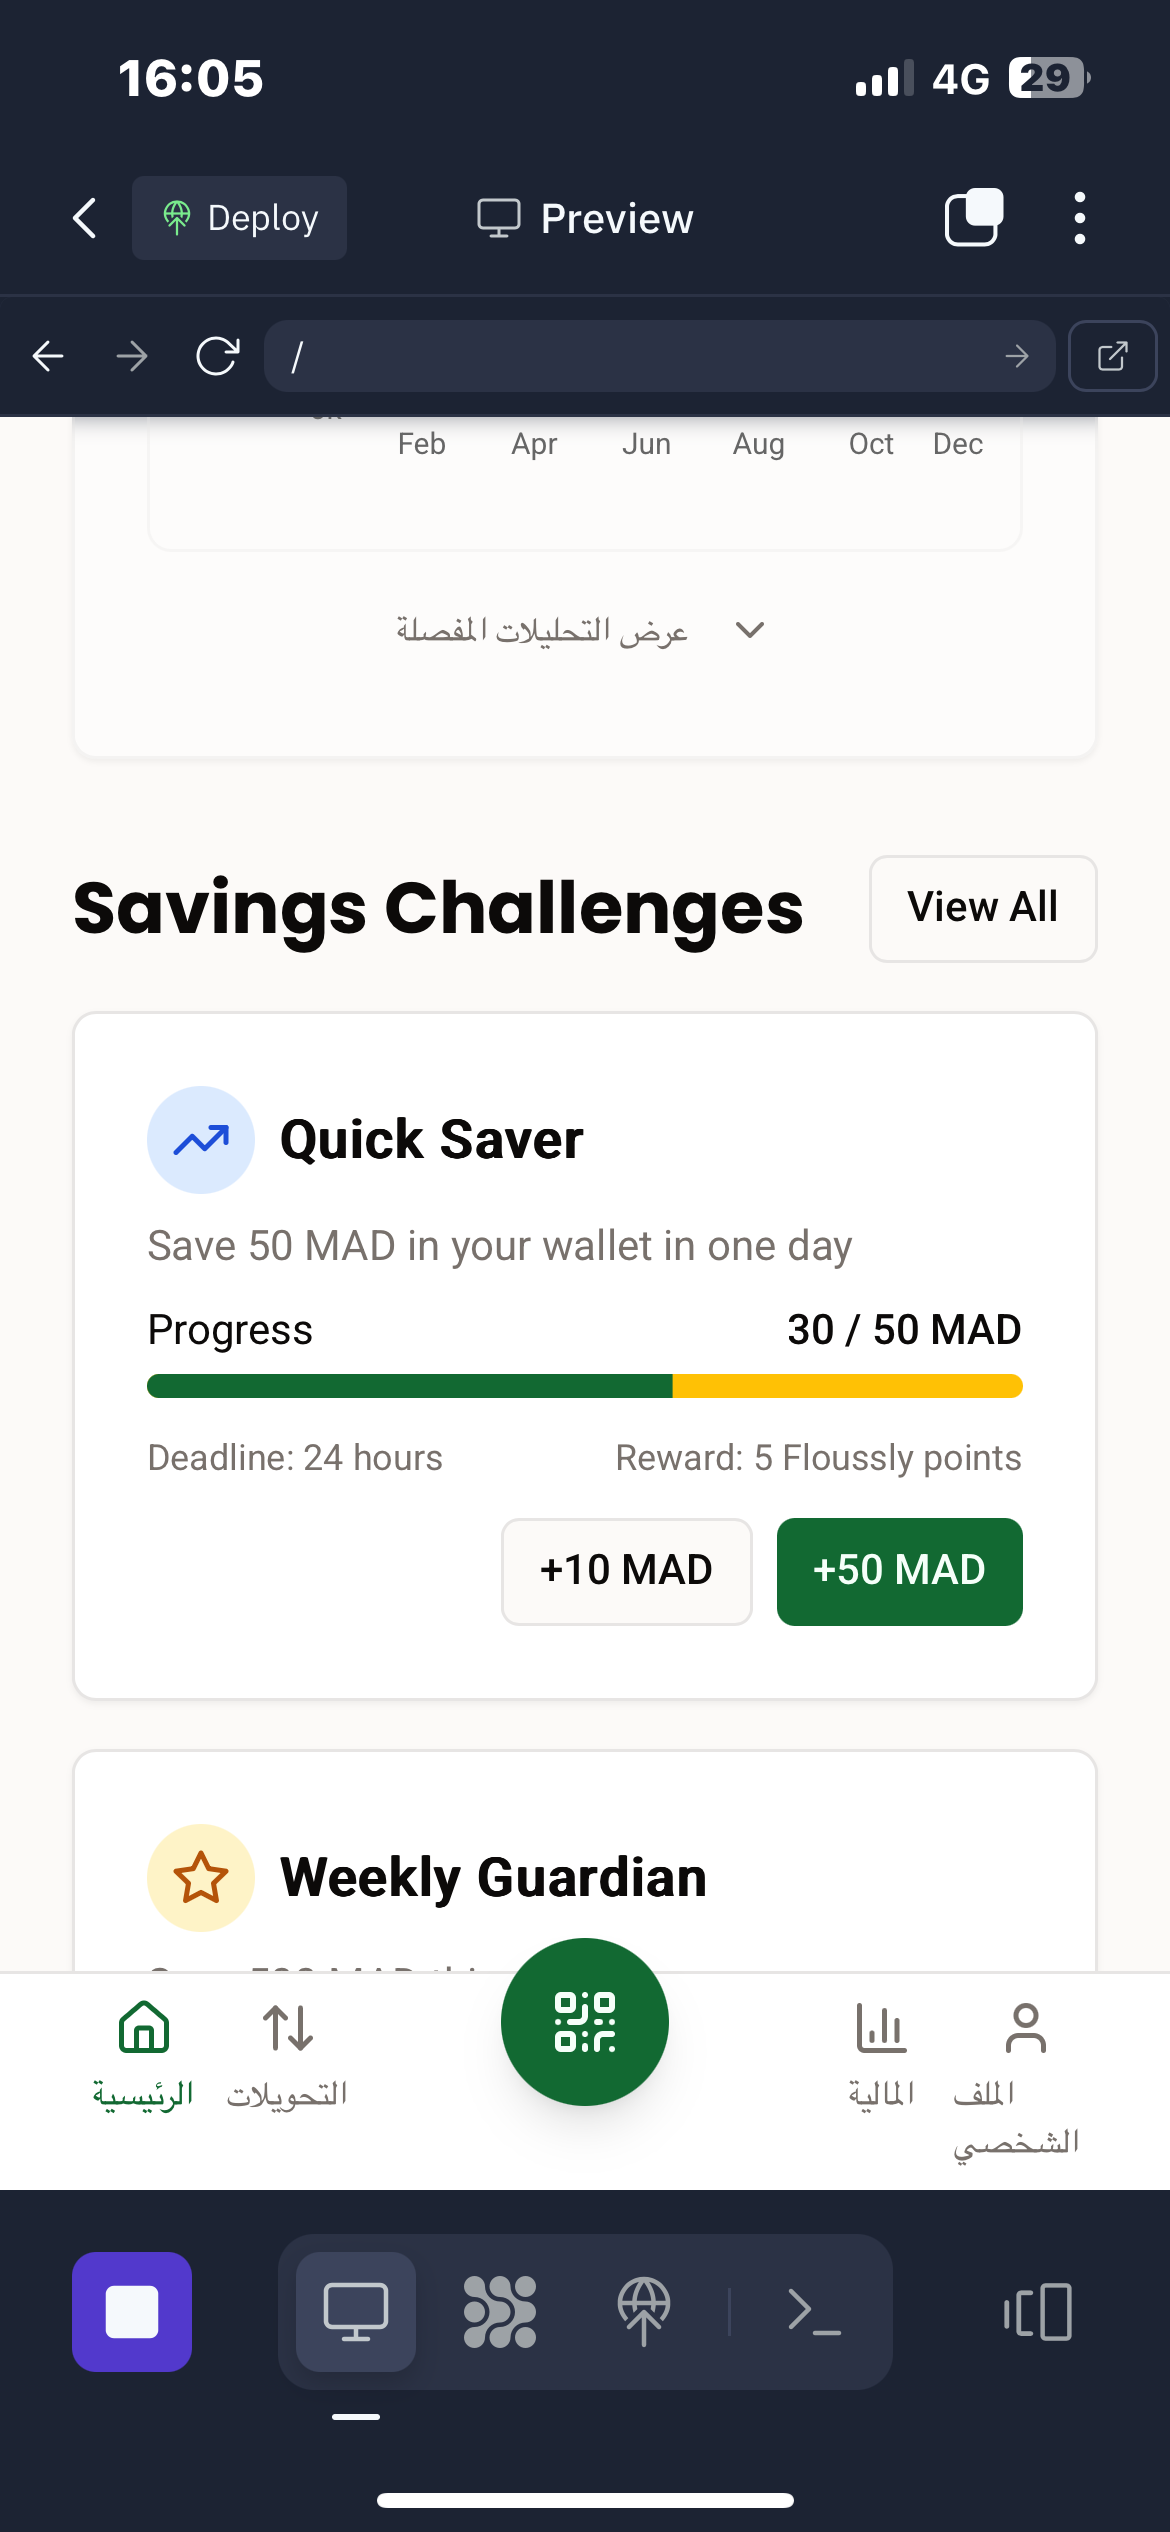 16:05
4G
29
Deploy
Preview
/
Feb Apr Jun Aug Oct Dec
عرض التحليلات المفصلة
Savings Challenges
View All
Quick Saver
Save 50 MAD in your wallet in one day
Progress
30 / 50 MAD
Deadline: 24 hours
Reward: 5 Floussly points
+10 MAD
+50 MAD
Weekly Guardian
الرئيسية
التحويلات
المالية
الملف
الشخصي